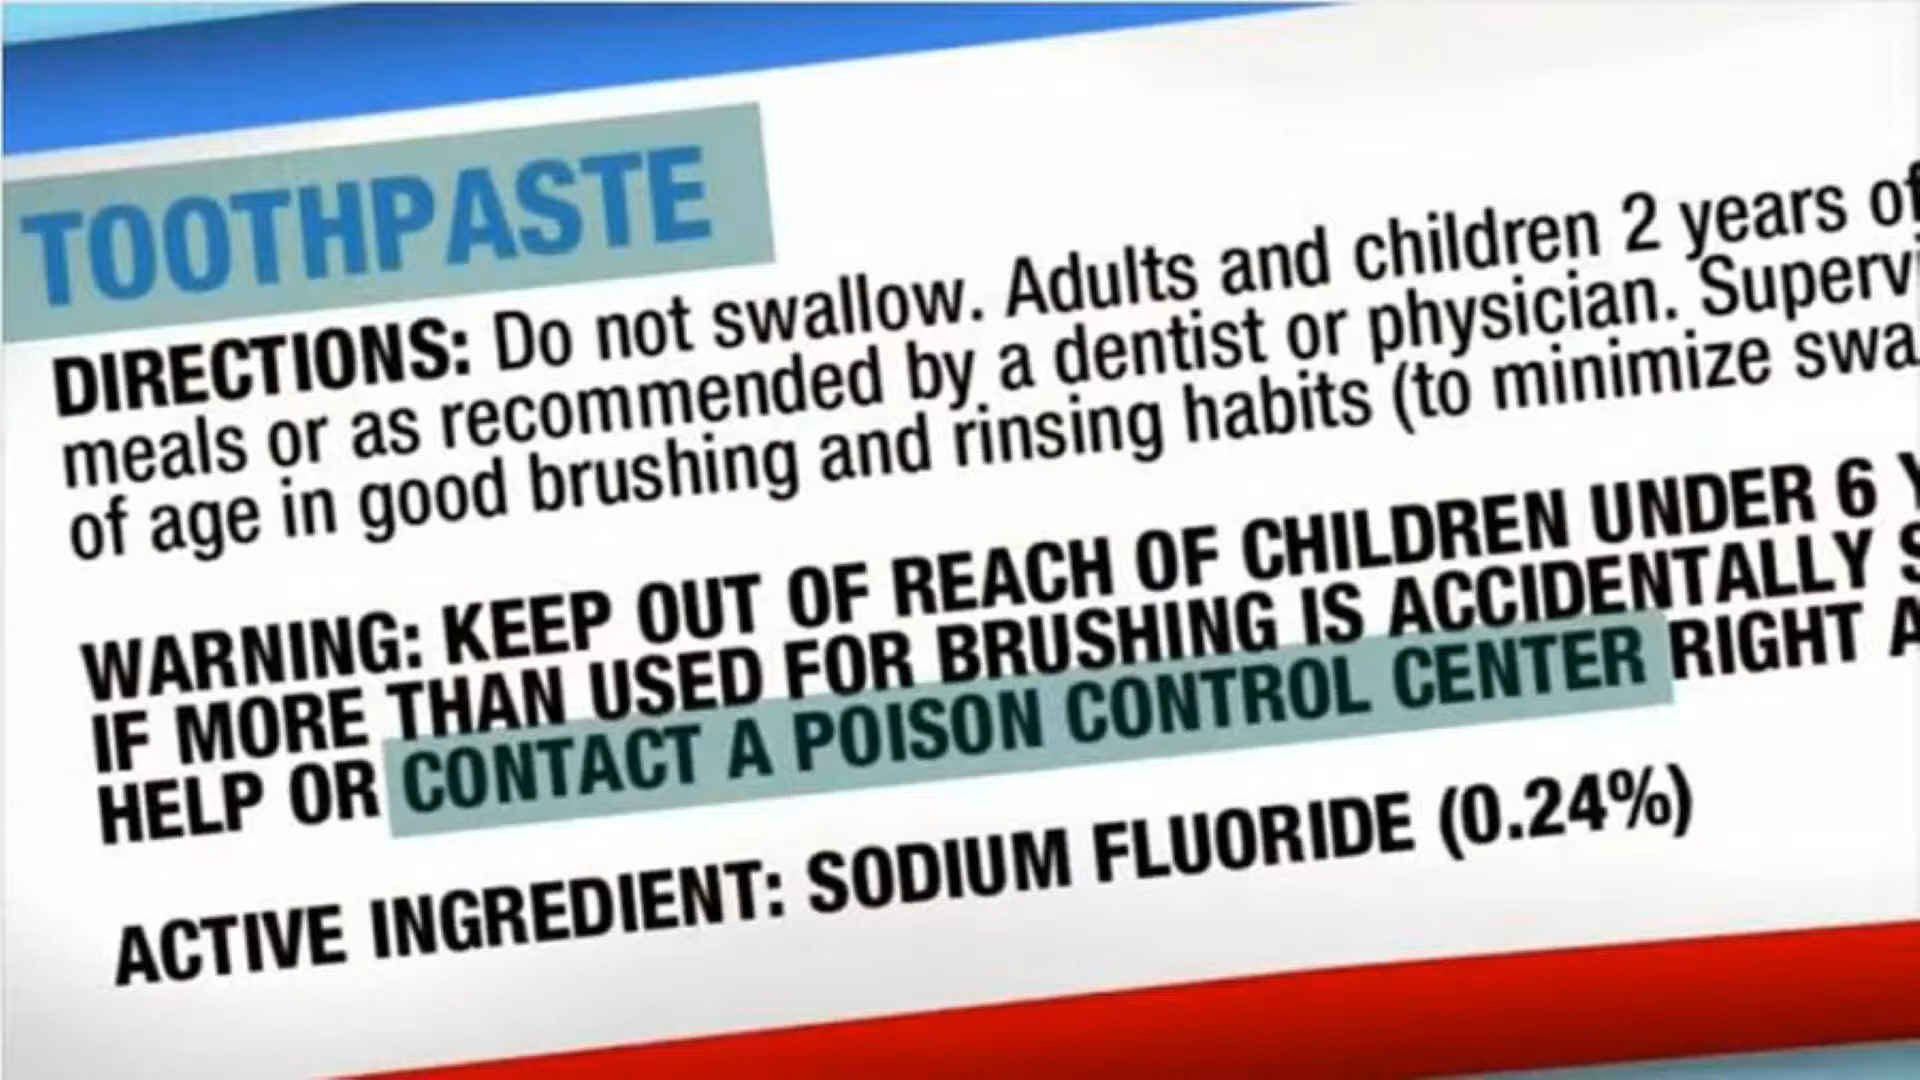 TOOTHPASTE
DIRECTIONS: Do not swallow. Adults and children 2 years of
meals or as recommended by a dentist or physician. Superv
of age in good brushing and rinsing habits (to minimize swa
WARNING: KEEP OUT OF REACH OF CHILDREN UNDER 6 Y
IF MORE THAN USED FOR BRUSHING IS ACCIDENTALLY S
HELP OR CONTACT A POISON CONTROL CENTER RIGHT A
ACTIVE INGREDIENT: SODIUM FLUORIDE (0.24%)